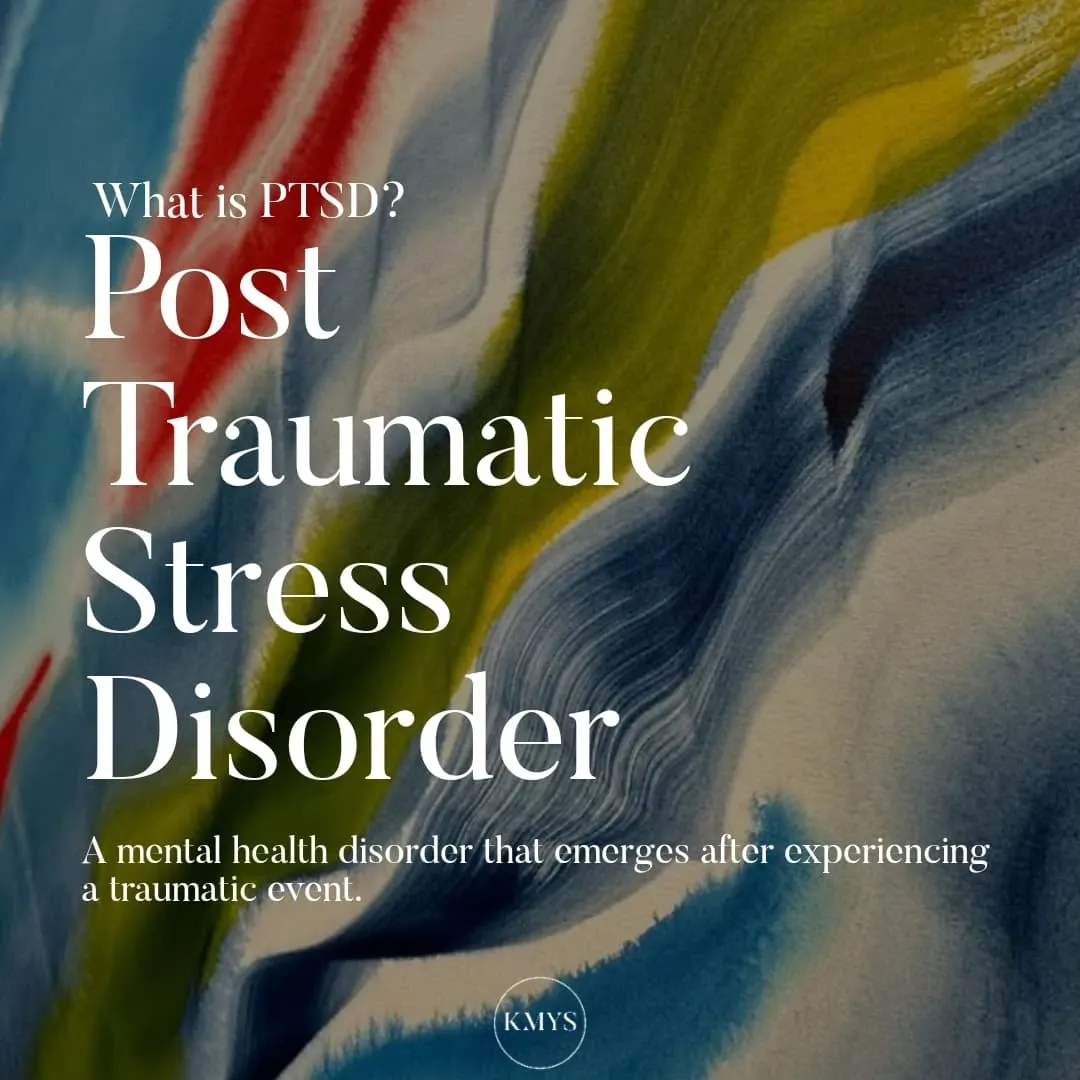 What is PTSD?
Post
Traumatic
Stress
Disorder
A mental health disorder that emerges after experiencing
a traumatic event.
KMYS